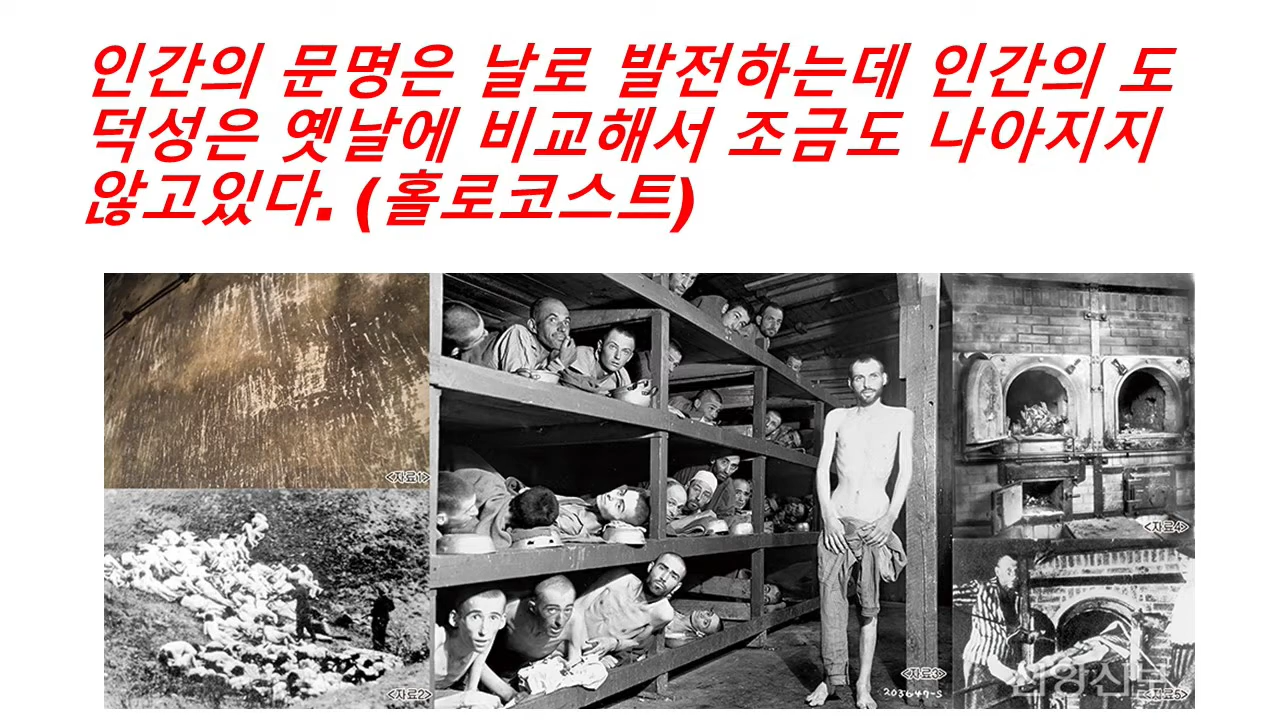 인간의 문명은 날로 발전하는데 인간의 도
덕성은 옛날에 비교해서 조금도 나아지지
않고있다. (홀로코스트)
<자료1>
<자료2>
<자료3>
203647-S
<자료4>
<자료5>